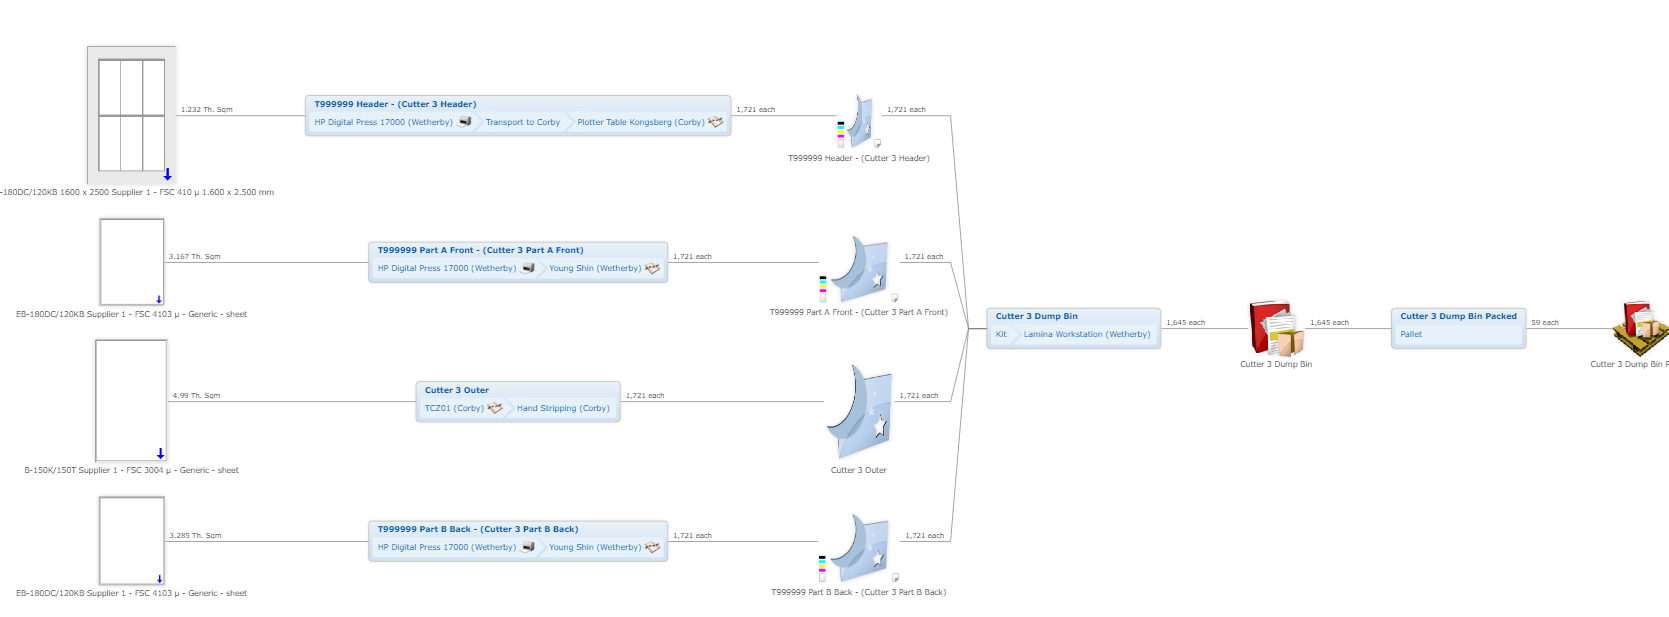 1.232 Th. Sqm
T999999 Header - (Cutter 3 Header)
HP Digital Press 17000 (Wetherby) Transport to Corby Plotter Table Kongsberg (Corby)
1,721 each
1,721 each
T999999 Header - (Cutter 3 Header)
-180DC/120KB 1600 x 2500 Supplier 1 - FSC 410 µ 1.600 x 2.500 mm
3.167 Th. Sqm
T999999 Part A Front - (Cutter 3 Part A Front)
HP Digital Press 17000 (Wetherby) Young Shin (Wetherby)
1,721 each
1,721 each
T999999 Part A Front - (Cutter 3 Part A Front)
EB-180DC/120KB Supplier 1 - FSC 4103 µ - Generic - sheet
Cutter 3 Dump Bin
Kit Lamina Workstation (Wetherby)
1,645 each
1,645 each
Cutter 3 Dump Bin
Cutter 3 Dump Bin Packed
Pallet
59 each
Cutter 3 Dump Bin P
4.99 Th. Sqm
Cutter 3 Outer
TCZ01 (Corby) Hand Stripping (Corby)
1,721 each
1,721 each
Cutter 3 Outer
B-150K/150T Supplier 1 - FSC 3004 µ - Generic - sheet
3.285 Th. Sqm
T999999 Part B Back - (Cutter 3 Part B Back)
HP Digital Press 17000 (Wetherby) Young Shin (Wetherby)
1,721 each
1,721 each
T999999 Part B Back - (Cutter 3 Part B Back)
EB-180DC/120KB Supplier 1 - FSC 4103 µ - Generic - sheet